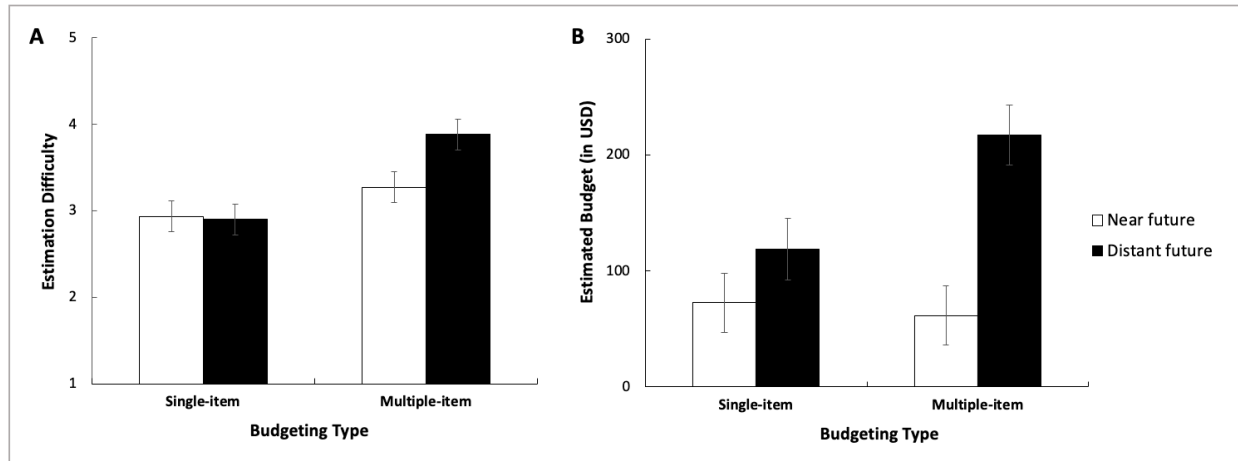 A
5
4
3
2
1
Estimation Difficulty
Single-item
Multiple-item
Budgeting Type
B
300
200
100
0
Estimated Budget (in USD)
Single-item
Multiple-item
Budgeting Type
Near future
Distant future